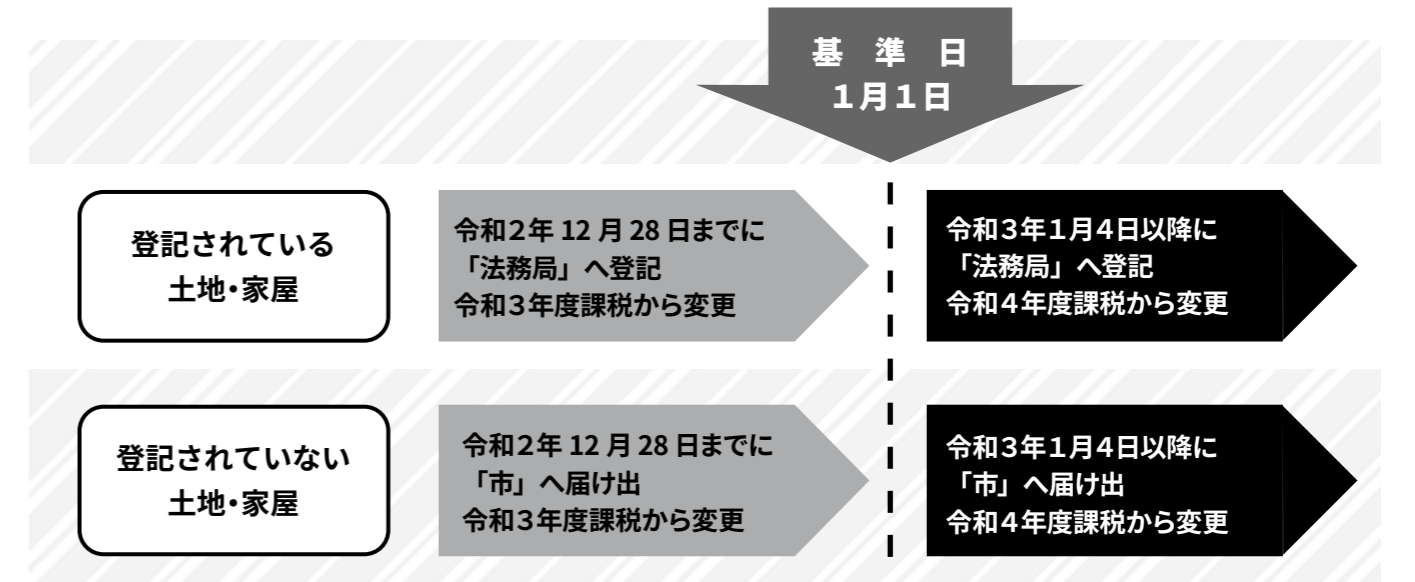 基　準　日
１月１日
登記されている
土地・家屋
令和２年 12 月 28 日までに
「法務局」へ登記
令和３年度課税から変更
令和３年１月４日以降に
「法務局」へ登記
令和４年度課税から変更
登記されていない
土地・家屋
令和２年 12 月 28 日までに
「市」へ届け出
令和３年度課税から変更
令和３年１月４日以降に
「市」へ届け出
令和４年度課税から変更